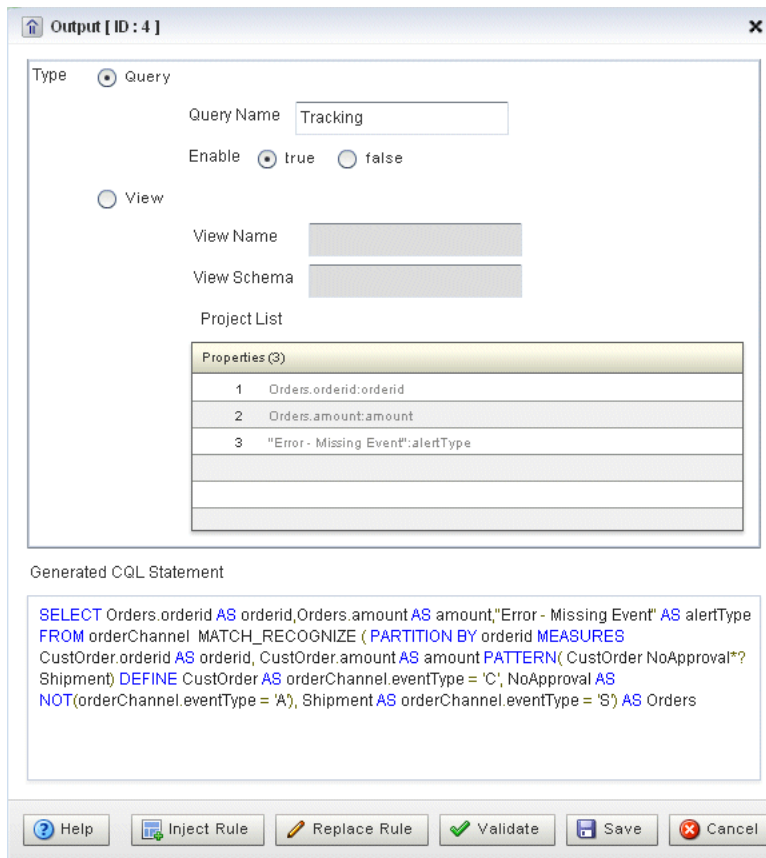 Output [ ID : 4 ]
Type Query
Query Name Tracking
Enable true false
View
View Name
View Schema
Project List
Properties (3)
1 Orders.orderid:orderid
2 Orders.amount:amount
3 "Error - Missing Event":alertType
Generated CQL Statement
SELECT Orders.orderid AS orderid,Orders.amount AS amount,"Error - Missing Event" AS alertType
FROM orderChannel MATCH_RECOGNIZE ( PARTITION BY orderid MEASURES
CustOrder.orderid AS orderid, CustOrder.amount AS amount PATTERN( CustOrder NoApproval*?
Shipment) DEFINE CustOrder AS orderChannel.eventType = 'C', NoApproval AS
NOT(orderChannel.eventType = 'A'), Shipment AS orderChannel.eventType = 'S') AS Orders
Help Inject Rule Replace Rule Validate Save Cancel